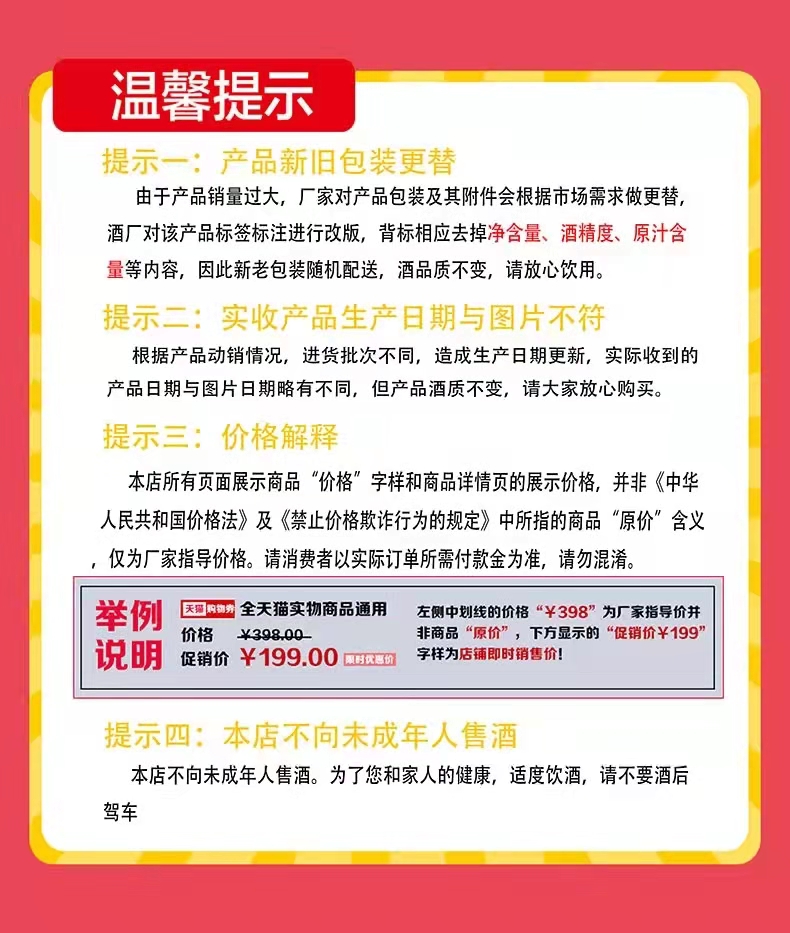 温馨提示
提示一：产品新旧包装更替
由于产品销量过大，厂家对产品包装及其附件会根据市场需求做更替，
酒厂对该产品标签标注进行改版，背标相应去掉净含量、酒精度、原汁含
量等内容，因此新老包装随机配送，酒品质不变，请放心饮用。
提示二：实收产品生产日期与图片不符
根据产品动销情况，进货批次不同，造成生产日期更新，实际收到的
产品日期与图片日期略有不同，但产品酒质不变，请大家放心购买。
提示三：价格解释
本店所有页面展示商品“价格”字样和商品详情页的展示价格，并非《中华
人民共和国价格法》及《禁止价格欺诈行为的规定》中所指的商品“原价”含义
，仅为厂家指导价格。请消费者以实际订单所需付款金为准，请勿混淆。
举例
说明
天猫购物券 全天猫实物商品通用
价格 ￥398.00
促销价 ￥199.00 限时优惠价
左侧中划线的价格“￥398”为厂家指导价并
非商品“原价”，下方显示的“促销价￥199”
字样为店铺即时销售价！
提示四：本店不向未成年人售酒
本店不向未成年人售酒。为了您和家人的健康，适度饮酒，请不要酒后
驾车